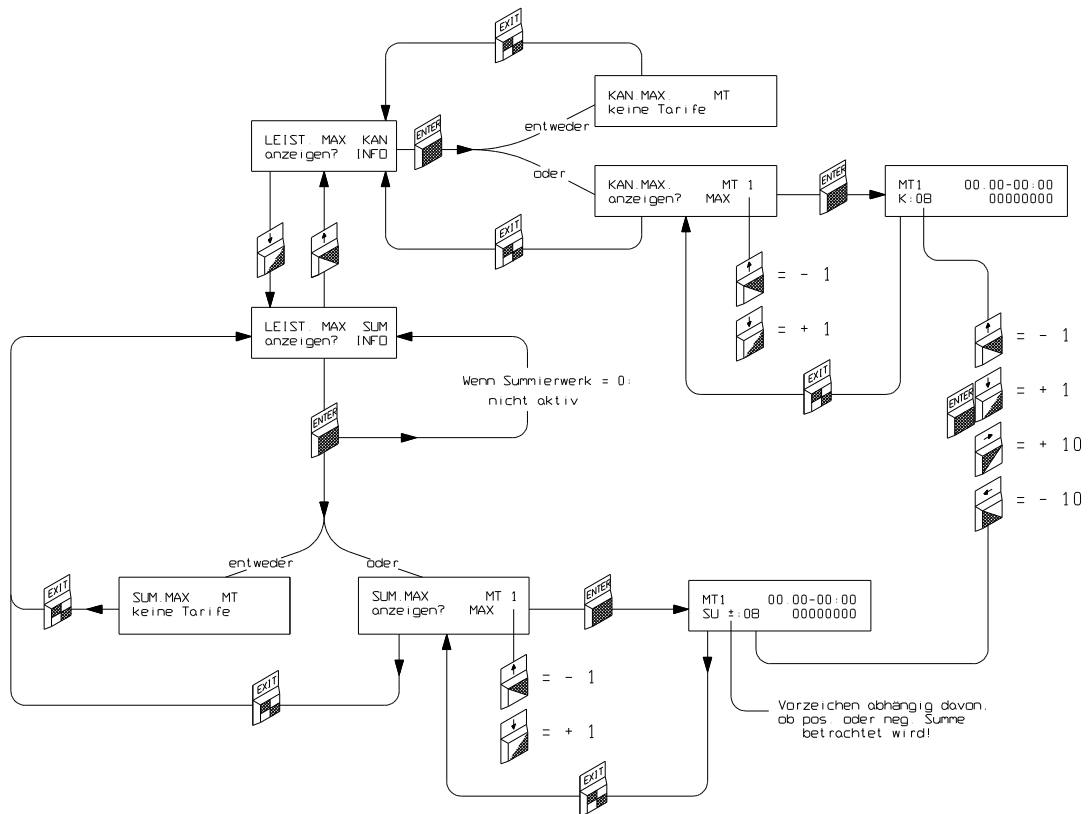 EXIT
KAN.MAX. MT
keine Tarife
entweder
LEIST. MAX KAN
anzeigen? INFO
ENTER
oder
KAN.MAX. MT 1
anzeigen? MAX
ENTER
MT1 00.00-00:00
K:0B 00000000
EXIT
= - 1
= + 1
LEIST. MAX SUM
anzeigen? INFO
= - 1
Wenn Summierwerk = 0:
nicht aktiv
EXIT
ENTER
= + 1
ENTER
= + 10
= - 10
entweder
oder
EXIT
SUM.MAX MT
keine Tarife
SUM.MAX MT 1
anzeigen? MAX
ENTER
MT1 00.00-00:00
SU ±:0B 00000000
EXIT
= - 1
= + 1
Vorzeichen abhängig davon,
ob pos. oder neg. Summe
betrachtet wird!
EXIT